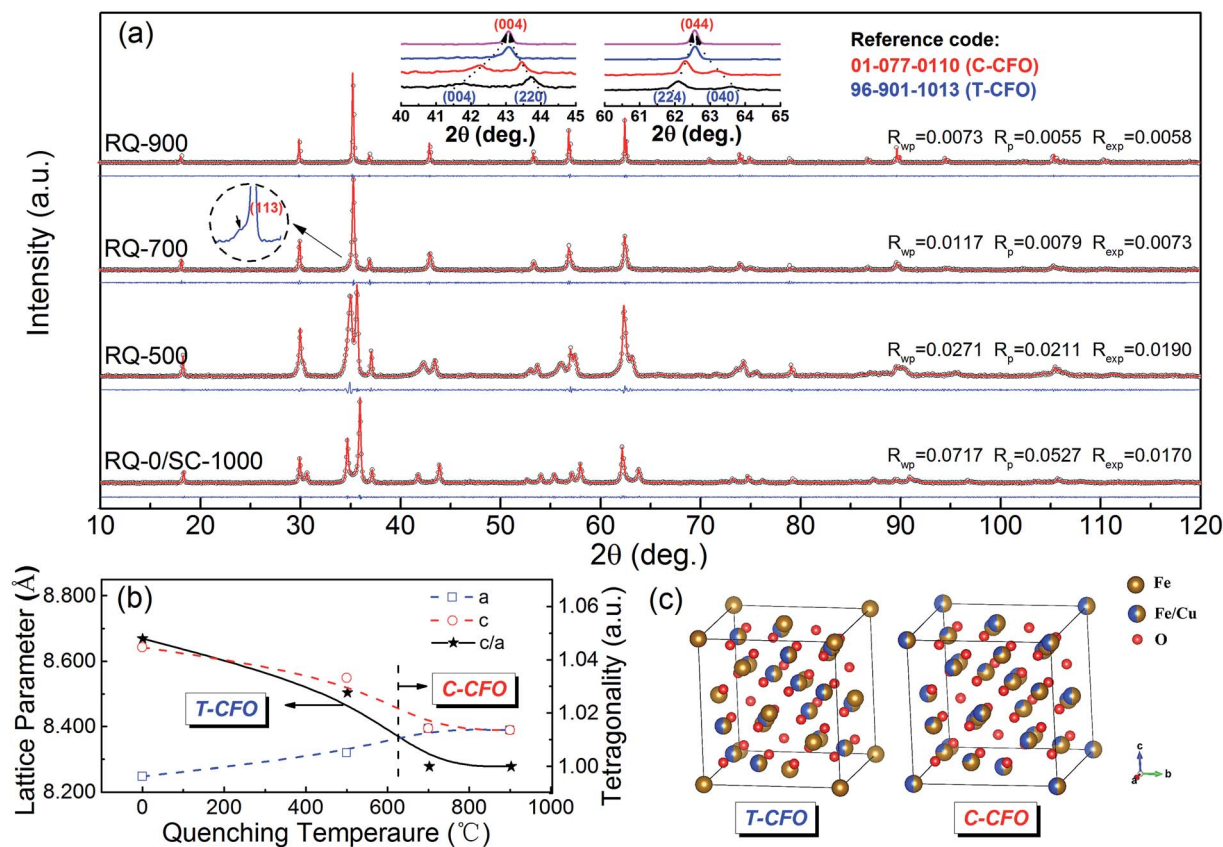 (a)
(004)
(004)
(220)
40 41 42 43 44 45
2θ (deg.)
(044)
(224)
(040)
60 61 62 63 64 65
2θ (deg.)
Reference code:
01-077-0110 (C-CFO)
96-901-1013 (T-CFO)
RQ-900
Rwp=0.0073 Rp=0.0055 Rexp=0.0058
(113)
RQ-700
Rwp=0.0117 Rp=0.0079 Rexp=0.0073
RQ-500
Rwp=0.0271 Rp=0.0211 Rexp=0.0190
RQ-0/SC-1000
Rwp=0.0717 Rp=0.0527 Rexp=0.0170
Intensity (a.u.)
10 20 30 40 50 60 70 80 90 100 110 120
2θ (deg.)
(b)
Lattice Parameter (Å)
8.800
8.600
8.400
8.200
a
c
c/a
T-CFO
C-CFO
1.06
1.04
1.02
1.00
Tetragonality (a.u.)
0 200 400 600 800 1000
Quenching Temperaure (℃)
(c)
Fe
Fe/Cu
O
T-CFO
C-CFO
c
a
b